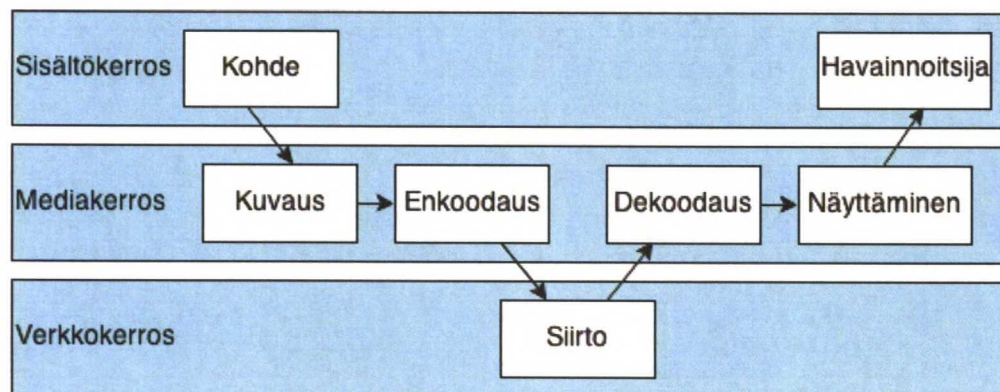 Sisältökerros
Kohde
Havainnoitsija
Mediakerros
Kuvaus
Enkoodaus
Dekoodaus
Näyttäminen
Verkkokerros
Siirto